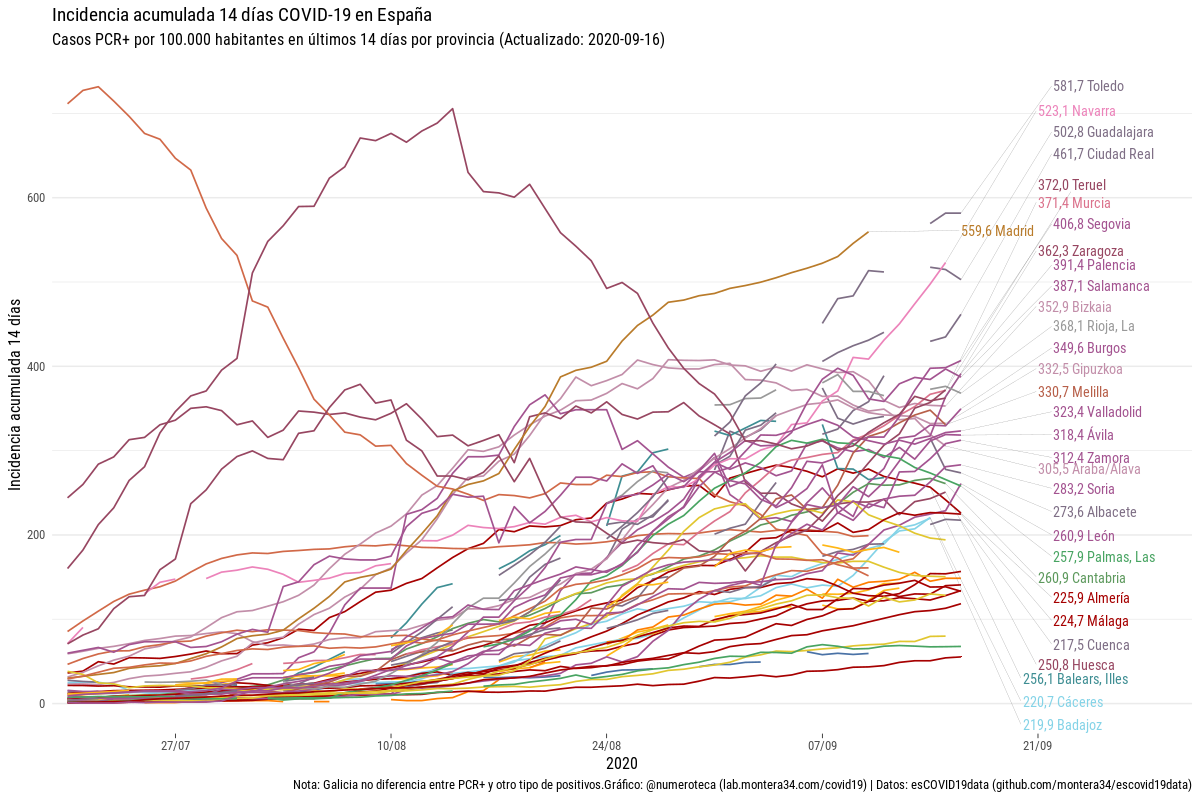 Incidencia acumulada 14 días COVID-19 en España
Casos PCR+ por 100.000 habitantes en últimos 14 días por provincia (Actualizado: 2020-09-16)
Incidencia acumulada 14 días
600
400
200
0
581,7 Toledo
523,1 Navarra
502,8 Guadalajara
461,7 Ciudad Real
372,0 Teruel
371,4 Murcia
406,8 Segovia
559,6 Madrid
362,3 Zaragoza
391,4 Palencia
387,1 Salamanca
352,9 Bizkaia
368,1 Rioja, La
349,6 Burgos
332,5 Gipuzkoa
330,7 Melilla
323,4 Valladolid
318,4 Ávila
312,4 Zamora
305,5 Araba/Álava
283,2 Soria
273,6 Albacete
260,9 León
257,9 Palmas, Las
260,9 Cantabria
225,9 Almería
224,7 Málaga
217,5 Cuenca
250,8 Huesca
256,1 Balears, Illes
220,7 Cáceres
219,9 Badajoz
27/07
10/08
24/08
07/09
21/09
2020
Nota: Galicia no diferencia entre PCR+ y otro tipo de positivos.Gráfico: @numeroteca (lab.montera34.com/covid19) | Datos: esCOVID19data (github.com/montera34/escovid19data)